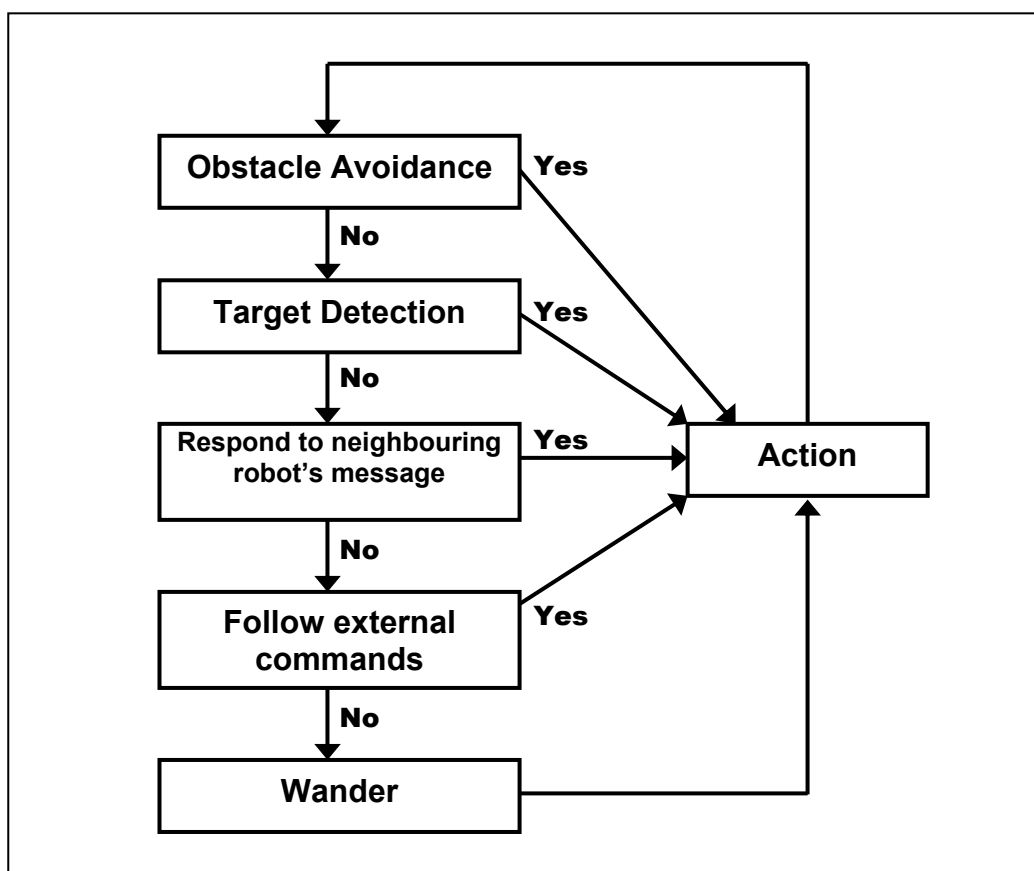 Obstacle Avoidance
Yes
No
Target Detection
Yes
No
Respond to neighbouring
robot's message
Yes
Action
No
Follow external
commands
Yes
No
Wander